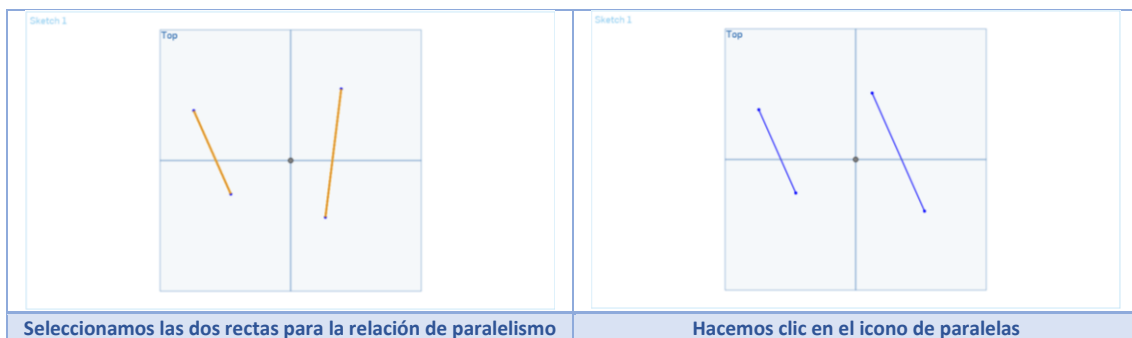 Sketch 1
Top
Sketch 1
Top
Seleccionamos las dos rectas para la relación de paralelismo
Hacemos clic en el icono de paralelas